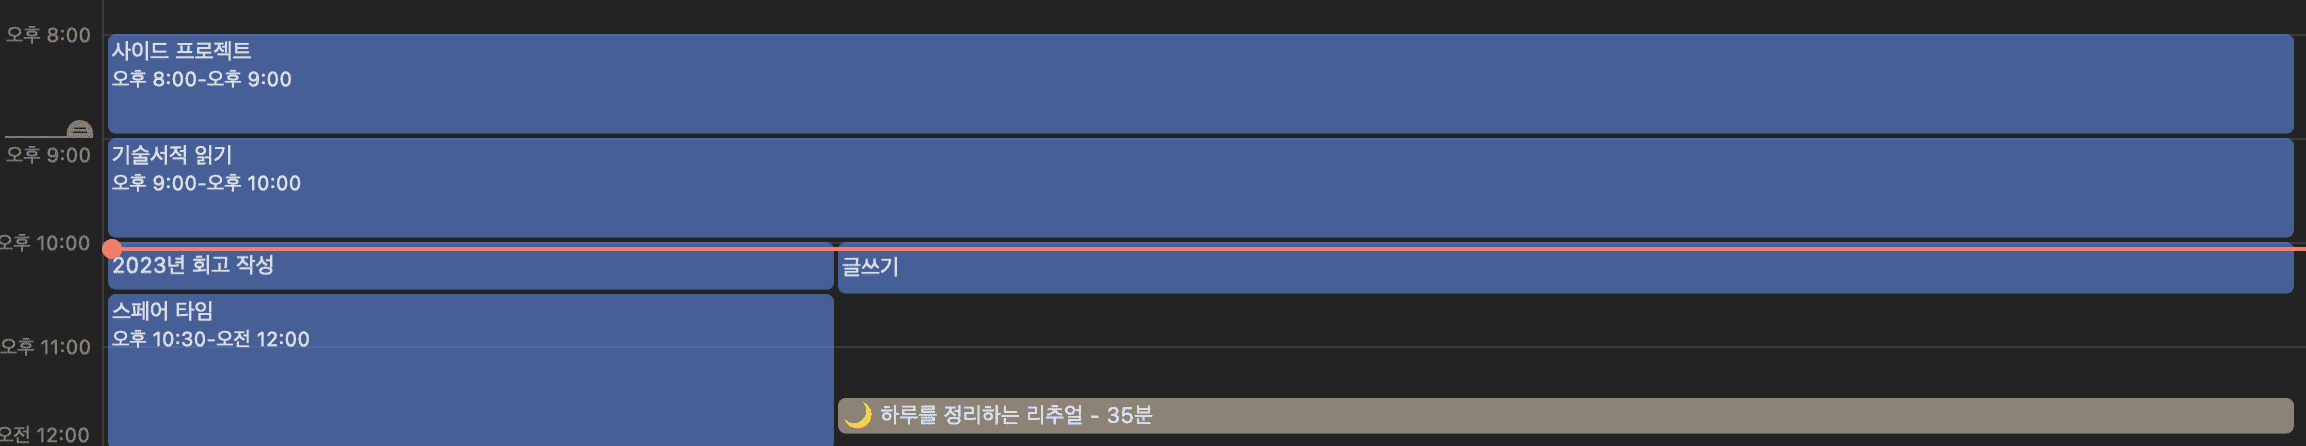 오후 8:00
사이드 프로젝트
오후 8:00-오후 9:00
오후 9:00
기술서적 읽기
오후 9:00-오후 10:00
오후 10:00
2023년 회고 작성
글쓰기
스페어 타임
오후 10:30-오전 12:00
오후 11:00
🌙 하루를 정리하는 리추얼 - 35분
오전 12:00